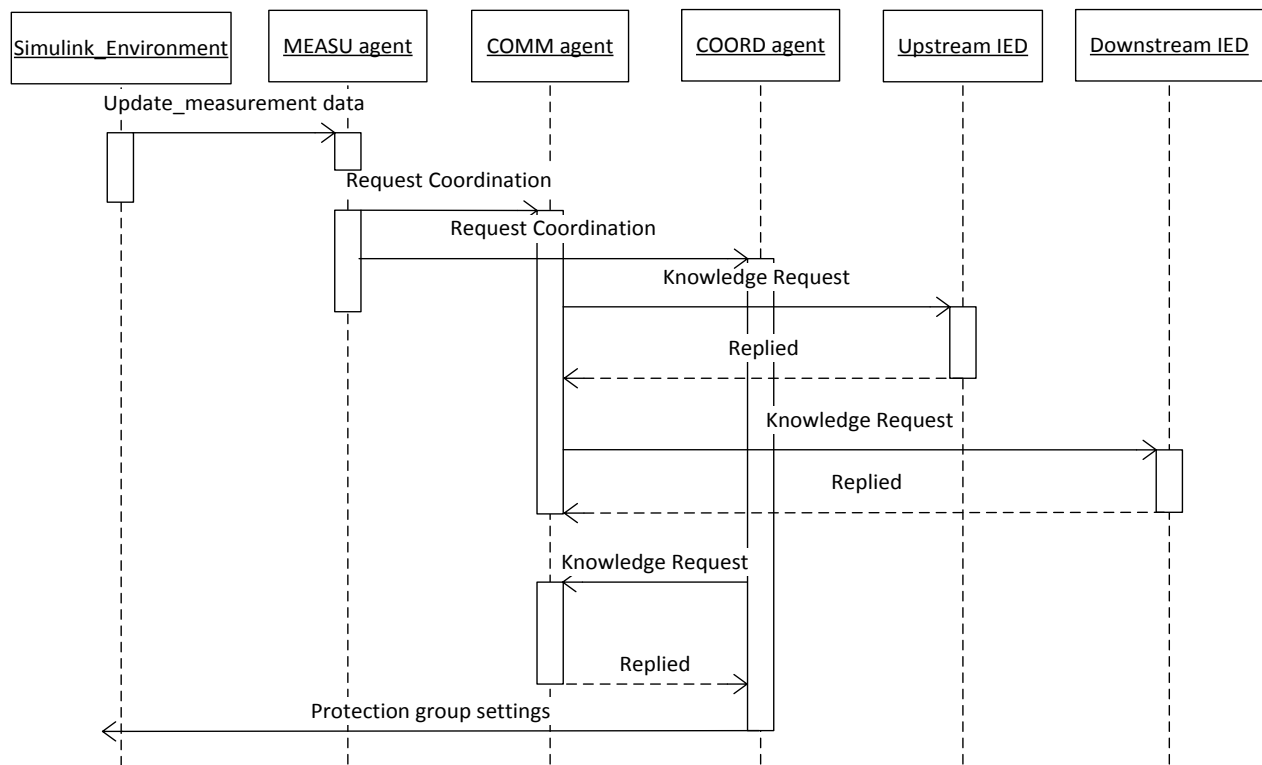 Simulink_Environment
MEASU agent
COMM agent
COORD agent
Upstream IED
Downstream IED
Update_measurement data
Request Coordination
Request Coordination
Knowledge Request
Replied
Knowledge Request
Replied
Knowledge Request
Replied
Protection group settings